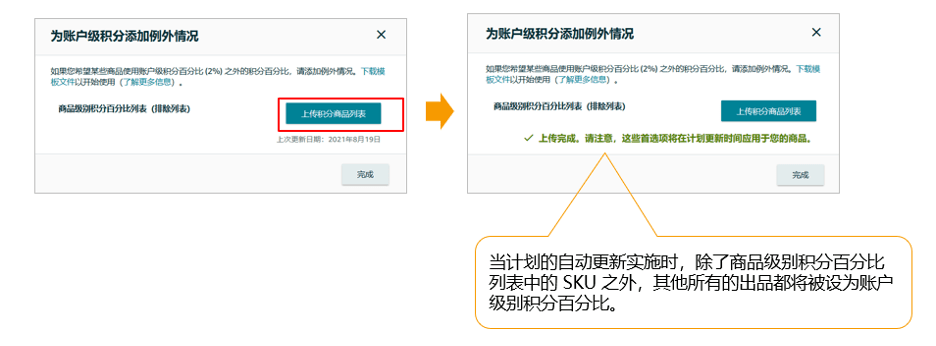 为账户级积分添加例外情况
×
如果您希望某些商品使用账户级积分百分比 (2%) 之外的积分百分比，请添加例外情况。下载模
板文件以开始使用（了解更多信息）.
商品级别积分百分比列表（排除列表）
上传积分商品列表
上次更新日期：2021年8月19日
完成
为账户级积分添加例外情况
×
如果您希望某些商品使用账户级积分百分比 (2%) 之外的积分百分比，请添加例外情况。下载模
板文件以开始使用（了解更多信息）.
商品级别积分百分比列表（排除列表）
上传积分商品列表
✓ 上传完成。请注意，这些首选项将在计划更新时间应用于您的商品。
完成
当计划的自动更新实施时，除了商品级别积分百分比
列表中的 SKU 之外，其他所有的出品都将被设为账户
级别积分百分比。